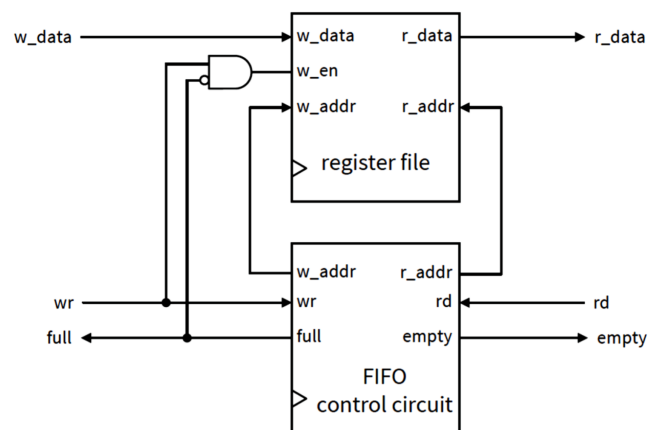 w_data w_data r_data r_data
w_en
w_addr r_addr
register file
w_addr r_addr
wr wr rd rd
full full empty empty
FIFO
control circuit